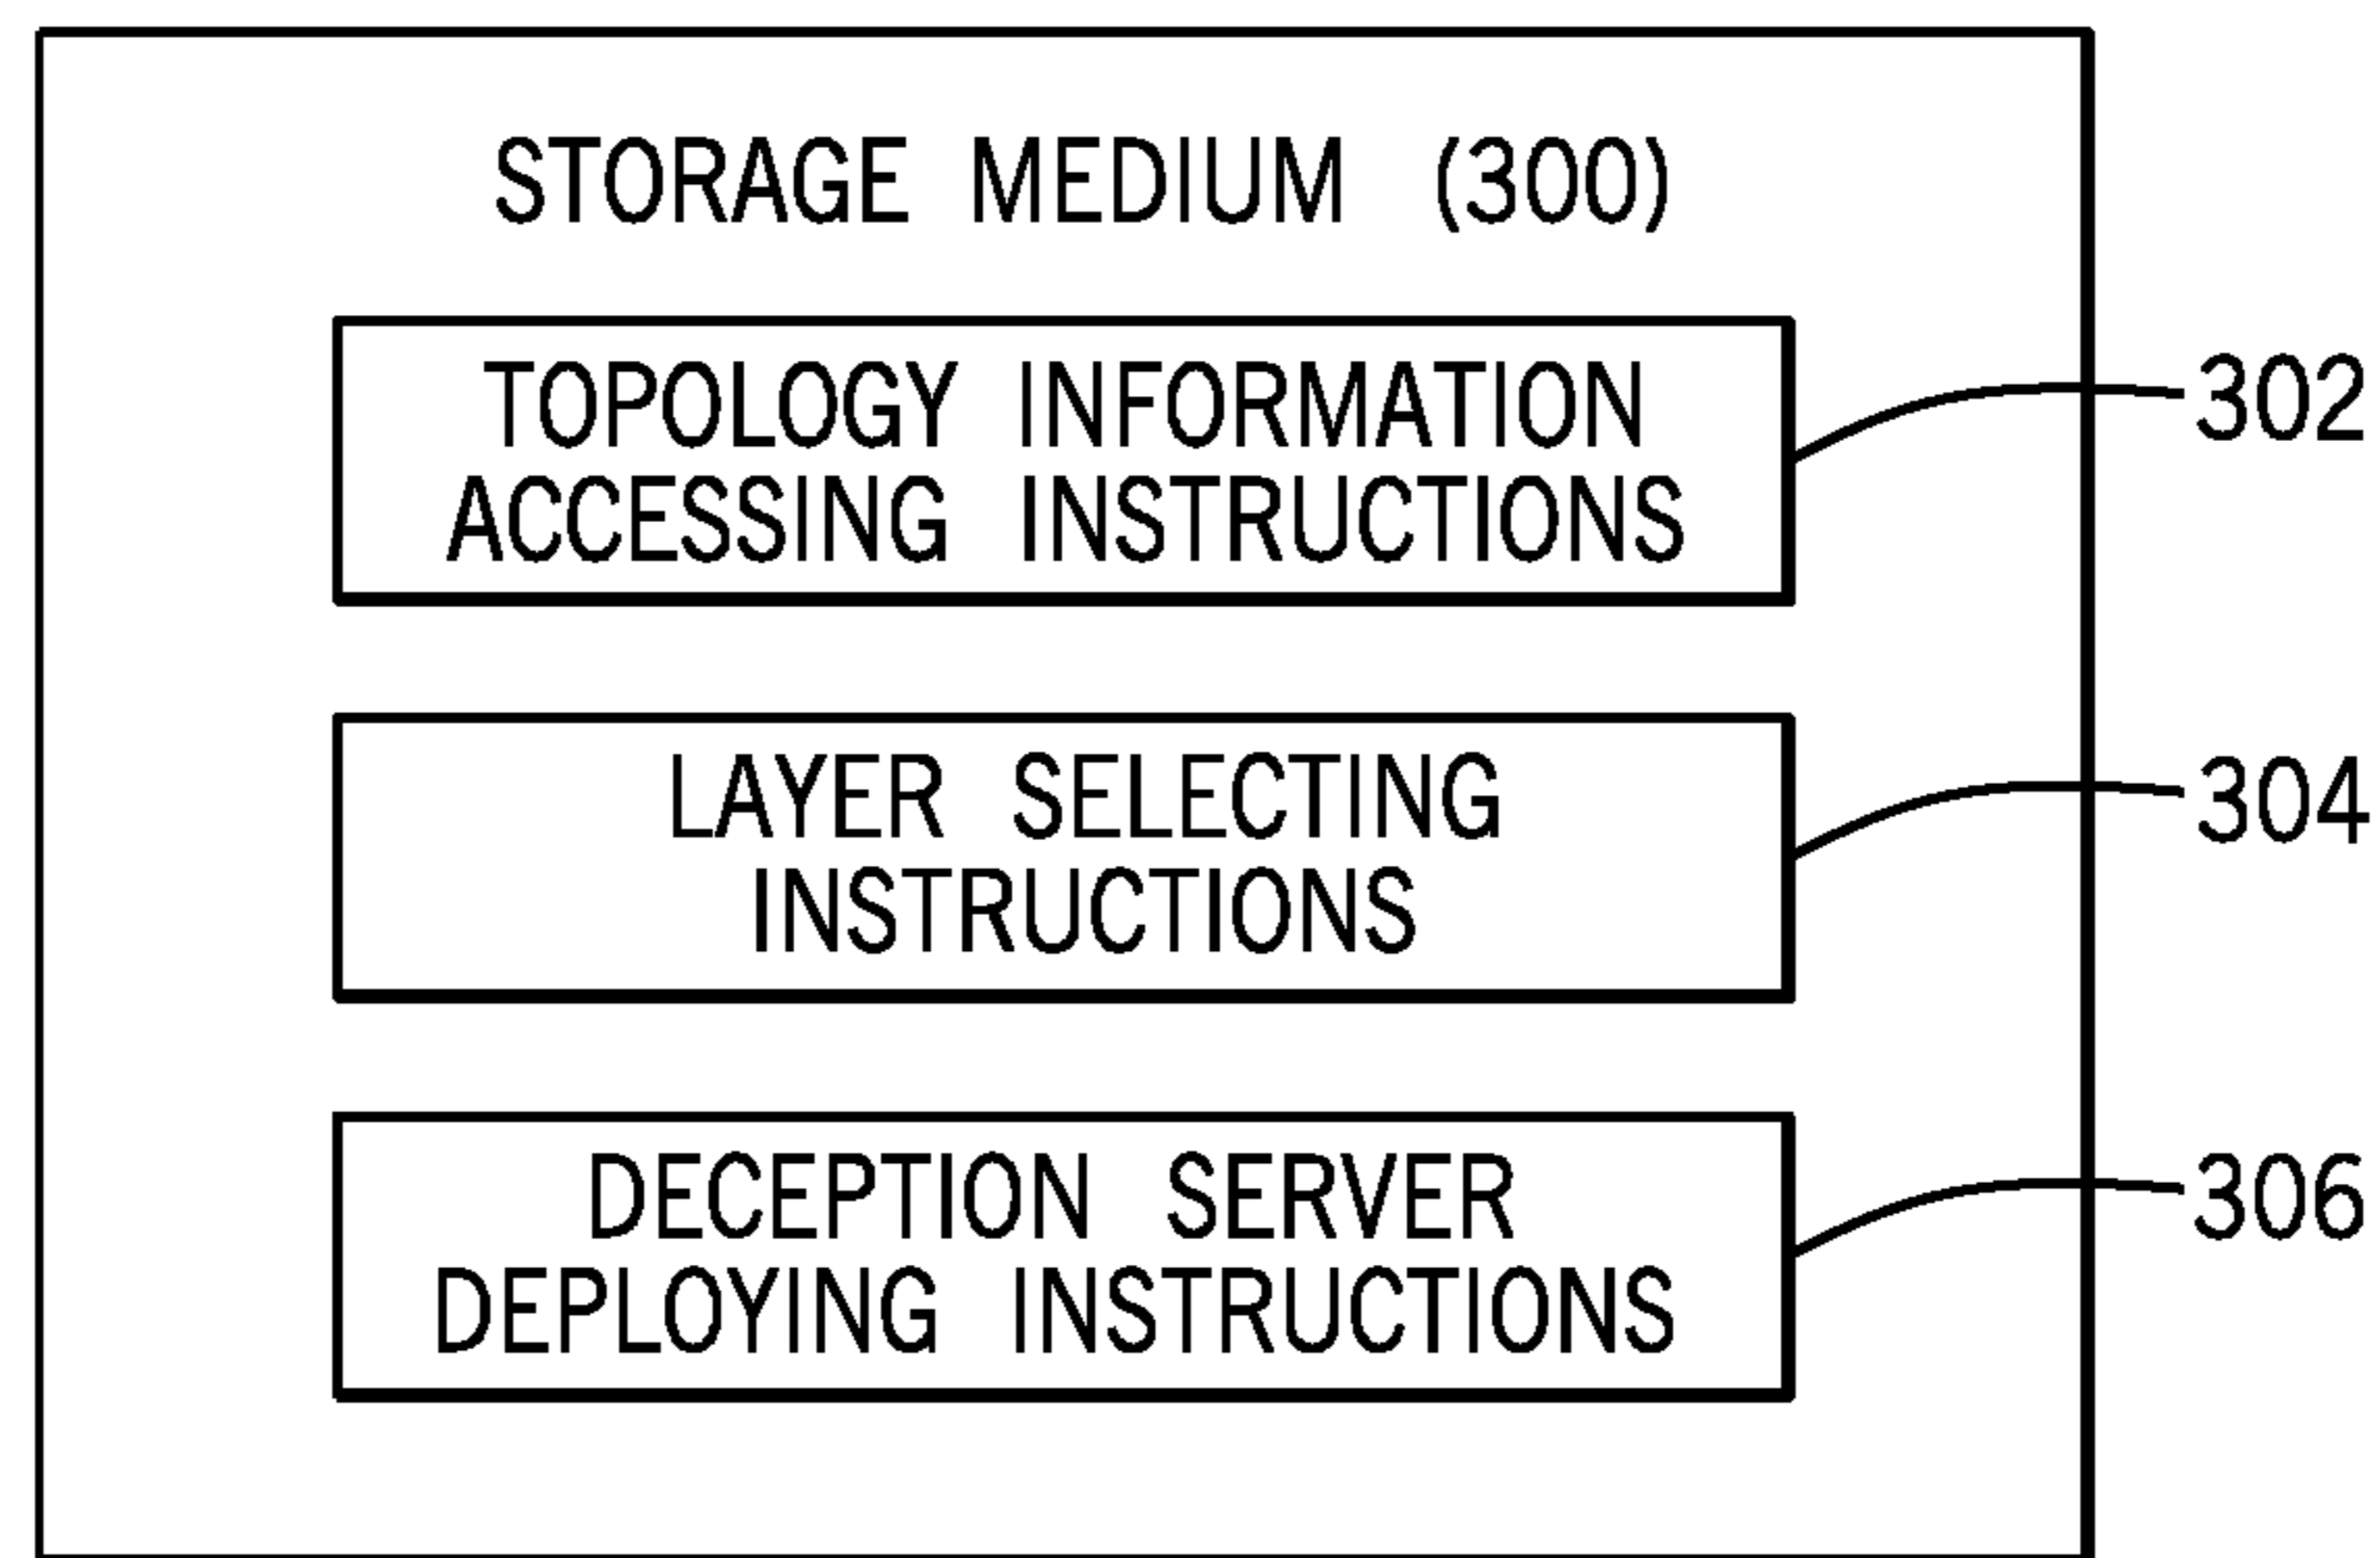 STORAGE MEDIUM (300)
TOPOLOGY INFORMATION
ACCESSING INSTRUCTIONS
302
LAYER SELECTING
INSTRUCTIONS
304
DECEPTION SERVER
DEPLOYING INSTRUCTIONS
306